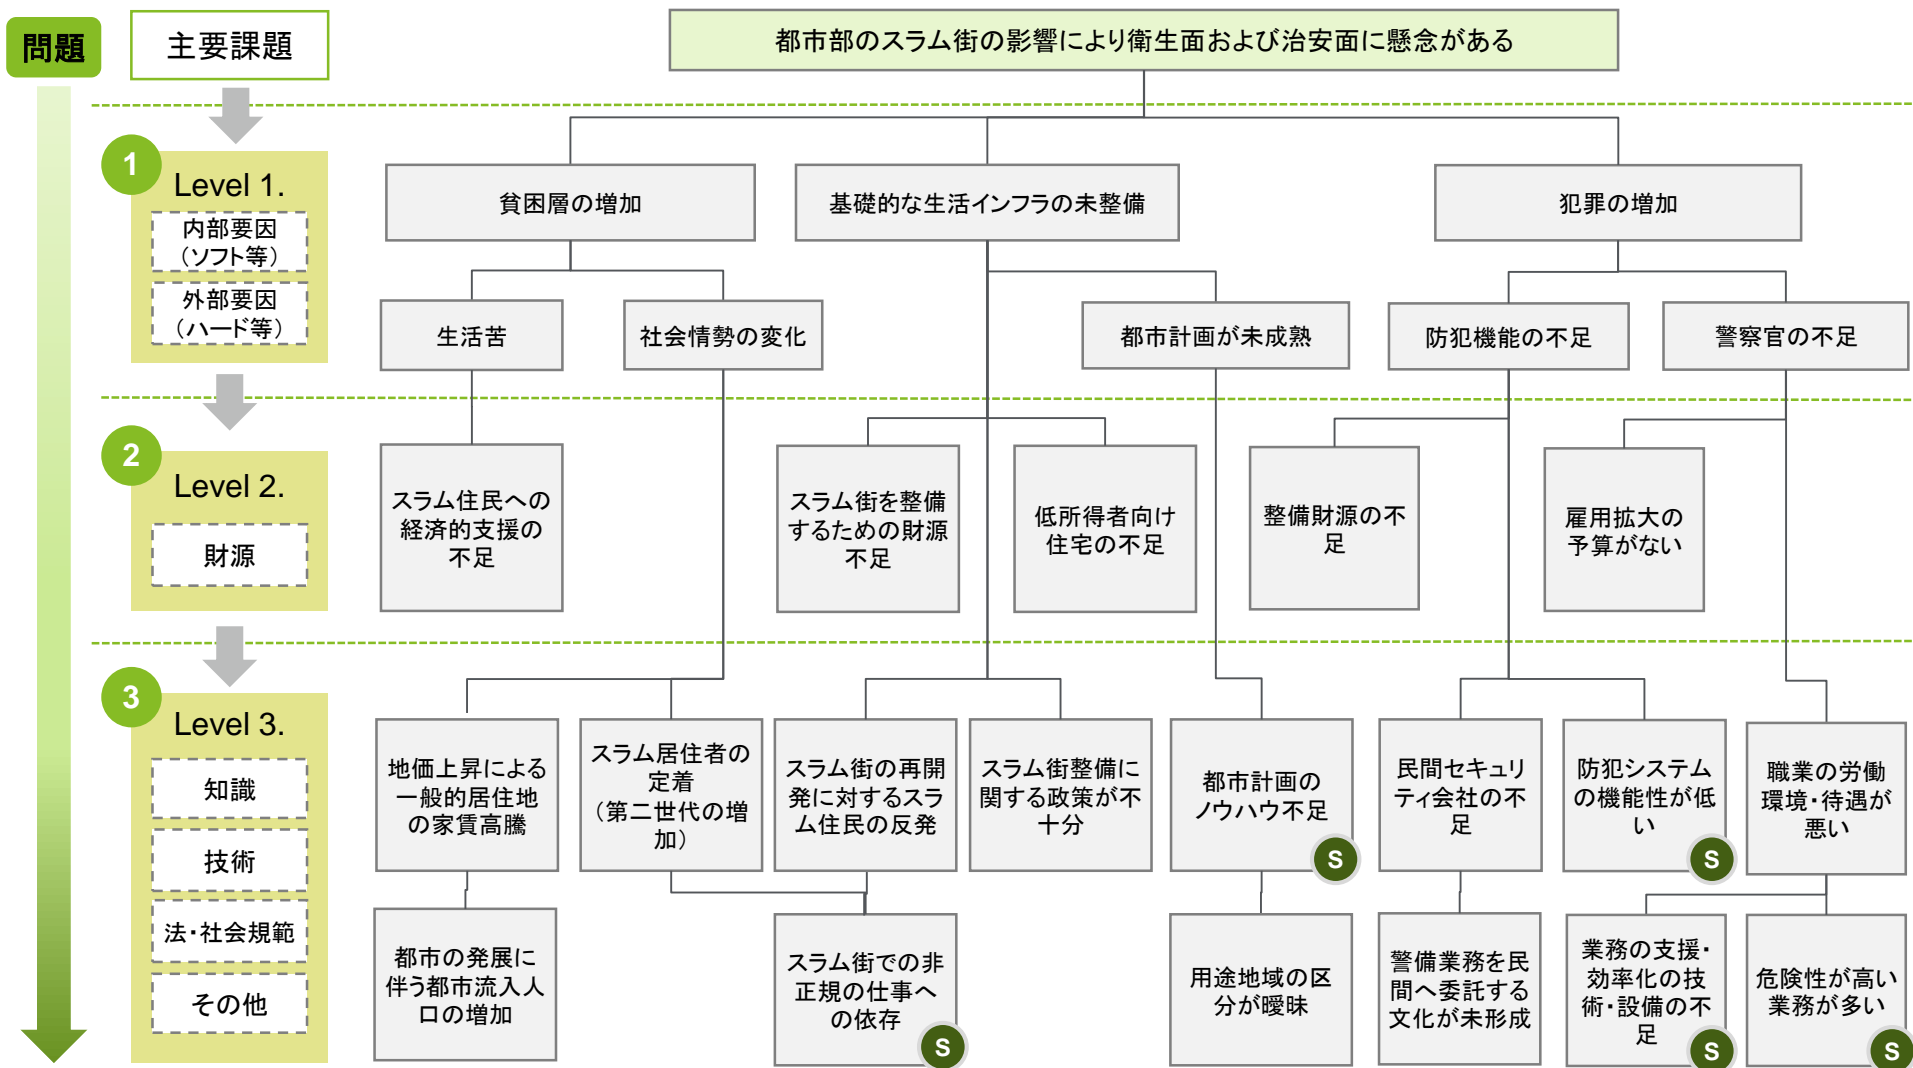 問題
主要課題
都市部のスラム街の影響により衛生面および治安面に懸念がある
1
Level 1.
内部要因
（ソフト等）
外部要因
（ハード等）
貧困層の増加
基礎的な生活インフラの未整備
犯罪の増加
生活苦
社会情勢の変化
都市計画が未成熟
防犯機能の不足
警察官の不足
2
Level 2.
財源
スラム住民への
経済的支援の
不足
スラム街を整備
するための財源
不足
低所得者向け
住宅の不足
整備財源の不
足
雇用拡大の
予算がない
3
Level 3.
知識
技術
法・社会規範
その他
地価上昇による
一般的居住地
の家賃高騰
スラム居住者の
定着
（第二世代の増
加）
スラム街の再開
発に対するスラ
ム住民の反発
スラム街整備に
関する政策が不
十分
都市計画の
ノウハウ不足
S
民間セキュリ
ティ会社の不
足
防犯システム
の機能性が低
い
S
職業の労働
環境・待遇が
悪い
都市の発展に
伴う都市流入人
口の増加
スラム街での非
正規の仕事へ
の依存
S
用途地域の区
分が曖昧
警備業務を民
間へ委託する
文化が未形成
業務の支援・
効率化の技
術・設備の不
足
S
危険性が高い
業務が多い
S